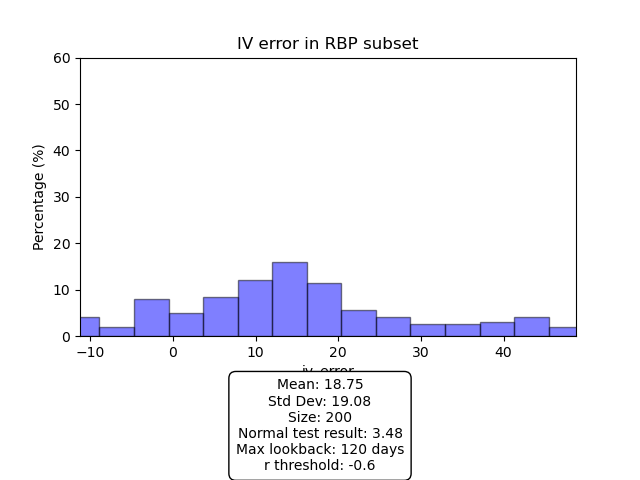 IV error in RBP subset
Percentage (%)
60
50
40
30
20
10
0
−10 0 10 20 30 40
iv_error
Mean: 18.75
Std Dev: 19.08
Size: 200
Normal test result: 3.48
Max lookback: 120 days
r threshold: -0.6